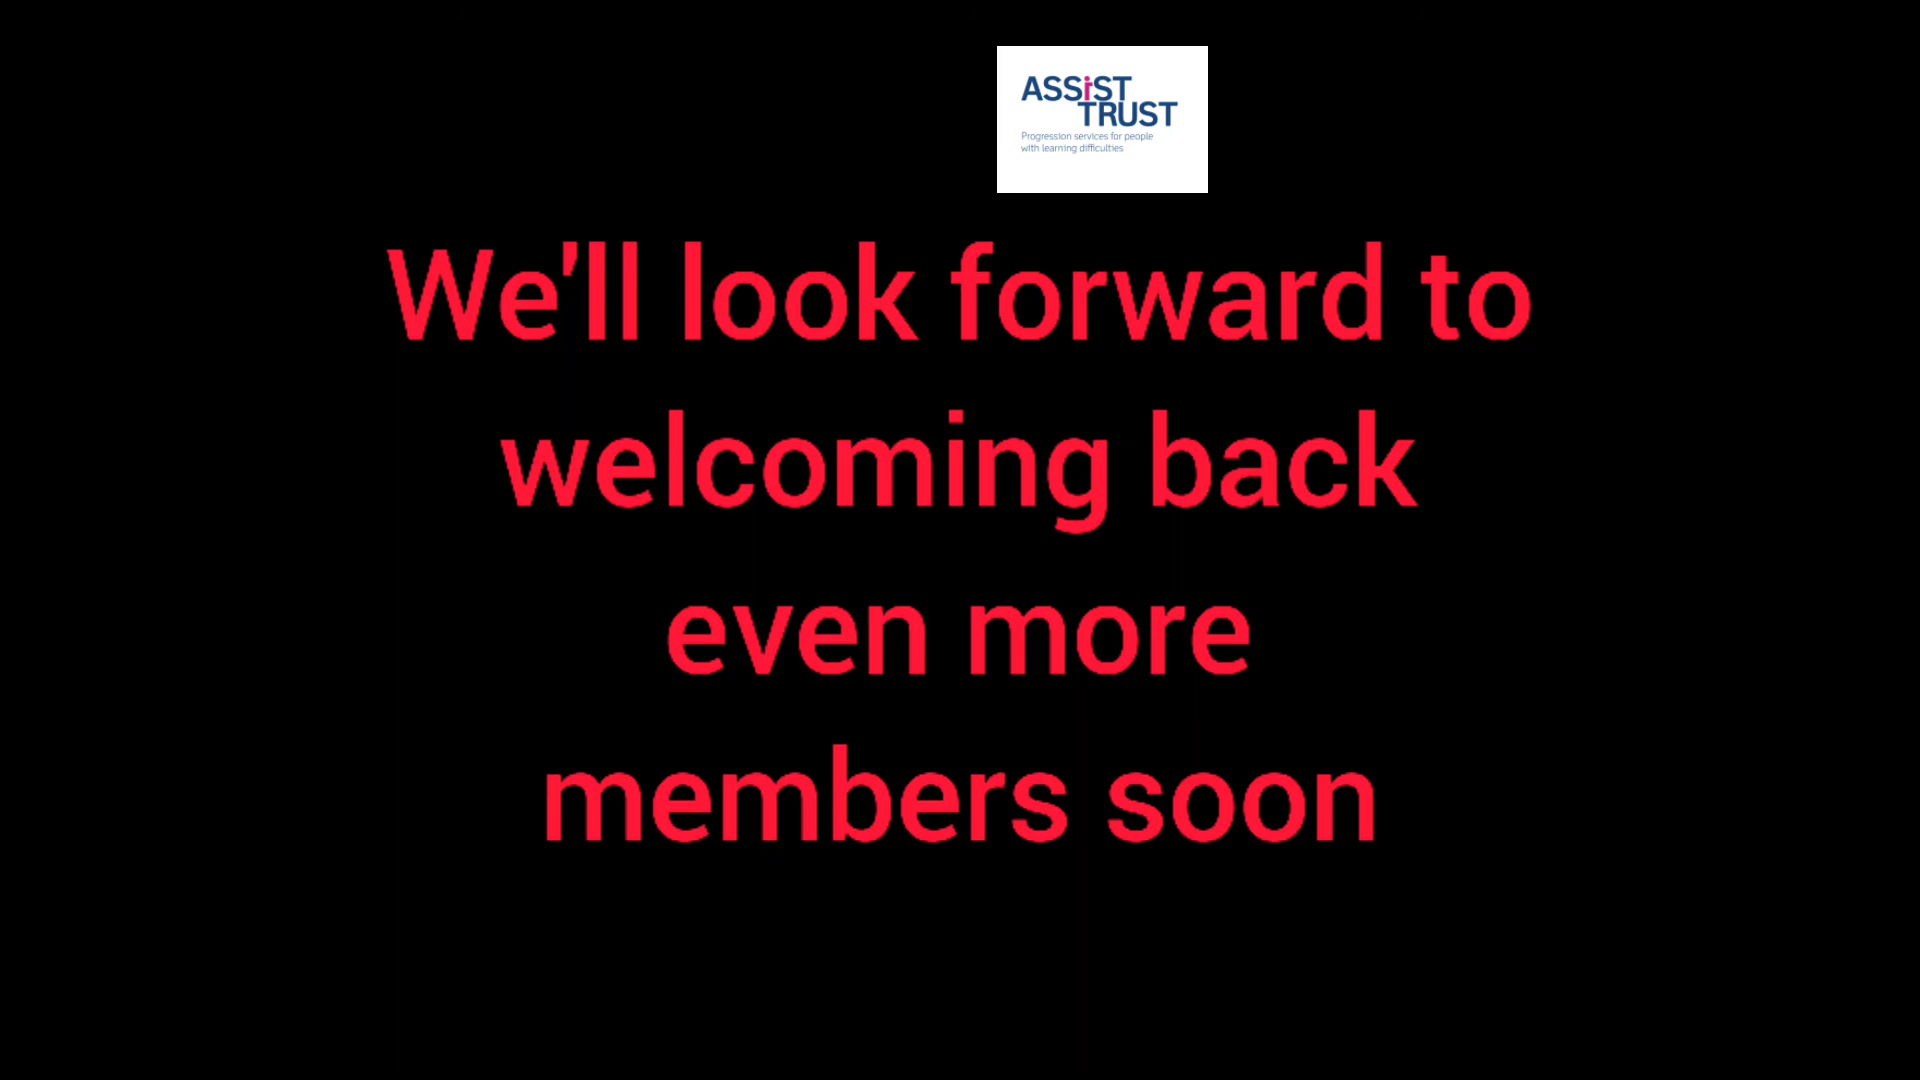 ASSiST
TRUST
Progression services for people
with learning difficulties
We'll look forward to
welcoming back
even more
members soon